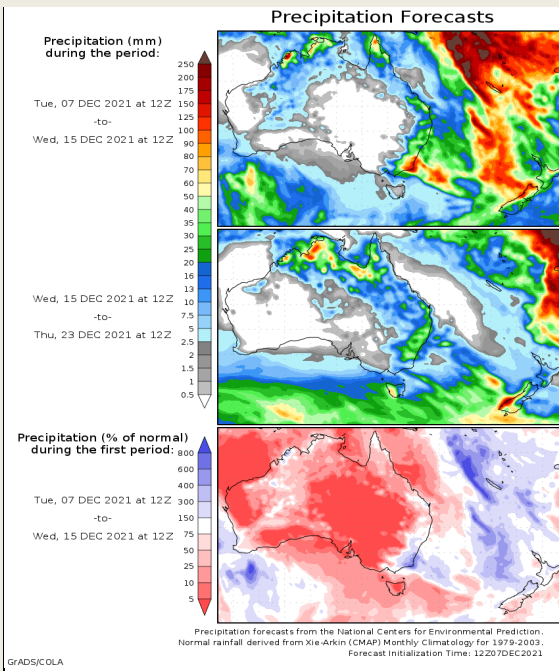 Precipitation Forecasts
Precipitation (mm)
during the period:
Tue, 07 DEC 2021 at 12Z
-to-
Wed, 15 DEC 2021 at 12Z
250
200
175
150
125
100
90
80
70
60
50
40
35
30
25
20
16
13
10
7.5
5
2.5
2
1.5
1
0.5
Wed, 15 DEC 2021 at 12Z
-to-
Thu, 23 DEC 2021 at 12Z
Precipitation (% of normal)
during the first period:
Tue, 07 DEC 2021 at 12Z
-to-
Wed, 15 DEC 2021 at 12Z
800
600
400
300
150
75
50
25
10
5
Precipitation forecasts from the National Centers for Environmental Prediction.
Normal rainfall derived from Xie-Arkin (CMAP) Monthly Climatology for 1979-2003.
Forecast Initialization Time: 12Z07DEC2021
GrADS/COLA